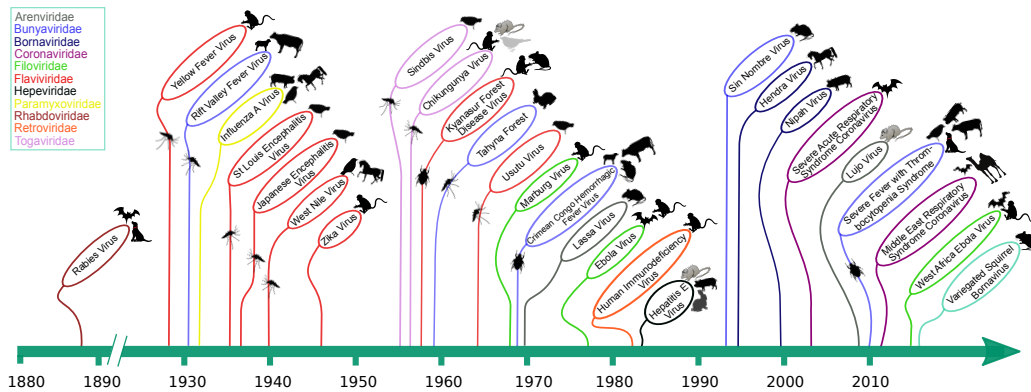 Arenviridae
Bunyaviridae
Bornaviridae
Coronaviridae
Filoviridae
Flaviviridae
Hepeviridae
Paramyxoviridae
Rhabdoviridae
Retroviridae
Togaviridae
Rabies Virus
Yellow Fever Virus
Rift Valley Fever Virus
Influenza A Virus
St Louis Encephalitis
Virus
Japanese Encephalitis
Virus
West Nile Virus
Zika Virus
Sindbis Virus
Chikungunya Virus
Kyanasur Forest
Disease Virus
Tahyna Forest
Usutu Virus
Marburg Virus
Crimean Congo Hemorrhagic
Fever Virus
Lassa Virus
Ebola Virus
Human Immunodeficiency
Virus
Hepatitis E
Virus
Sin Nombre Virus
Hendra Virus
Nipah Virus
Severe Acute Respiratory
Syndrome Coronavirus
Lujo Virus
Severe Fever with Throm-
bocytopenia Syndrome
Middle East Respiratory
Syndrome Coronavirus
West Africa Ebola Virus
Variegated Squirrel
Bornavirus
1880 1890 1930 1940 1950 1960 1970 1980 1990 2000 2010